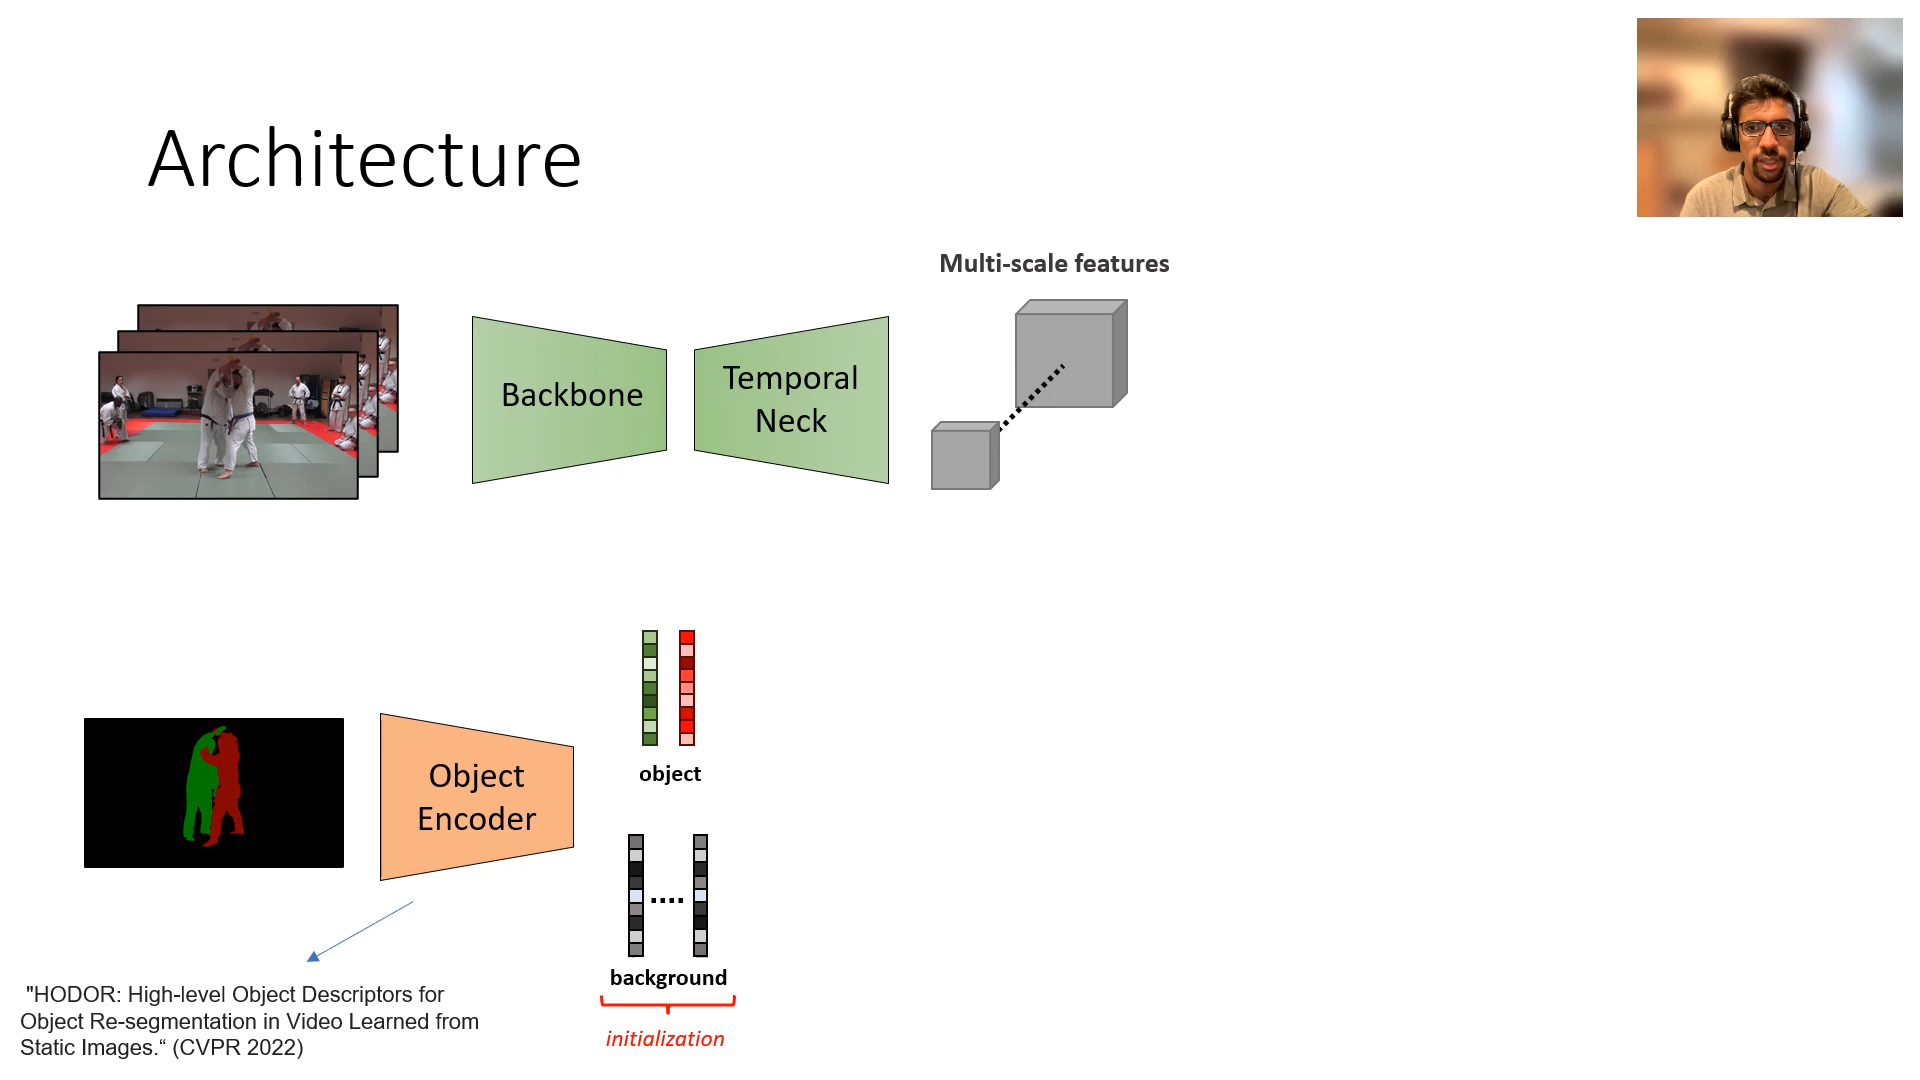 Architecture
Multi-scale features
Backbone
Temporal
Neck
object
Object
Encoder
....
background
initialization
"HODOR: High-level Object Descriptors for
Object Re-segmentation in Video Learned from
Static Images.“ (CVPR 2022)